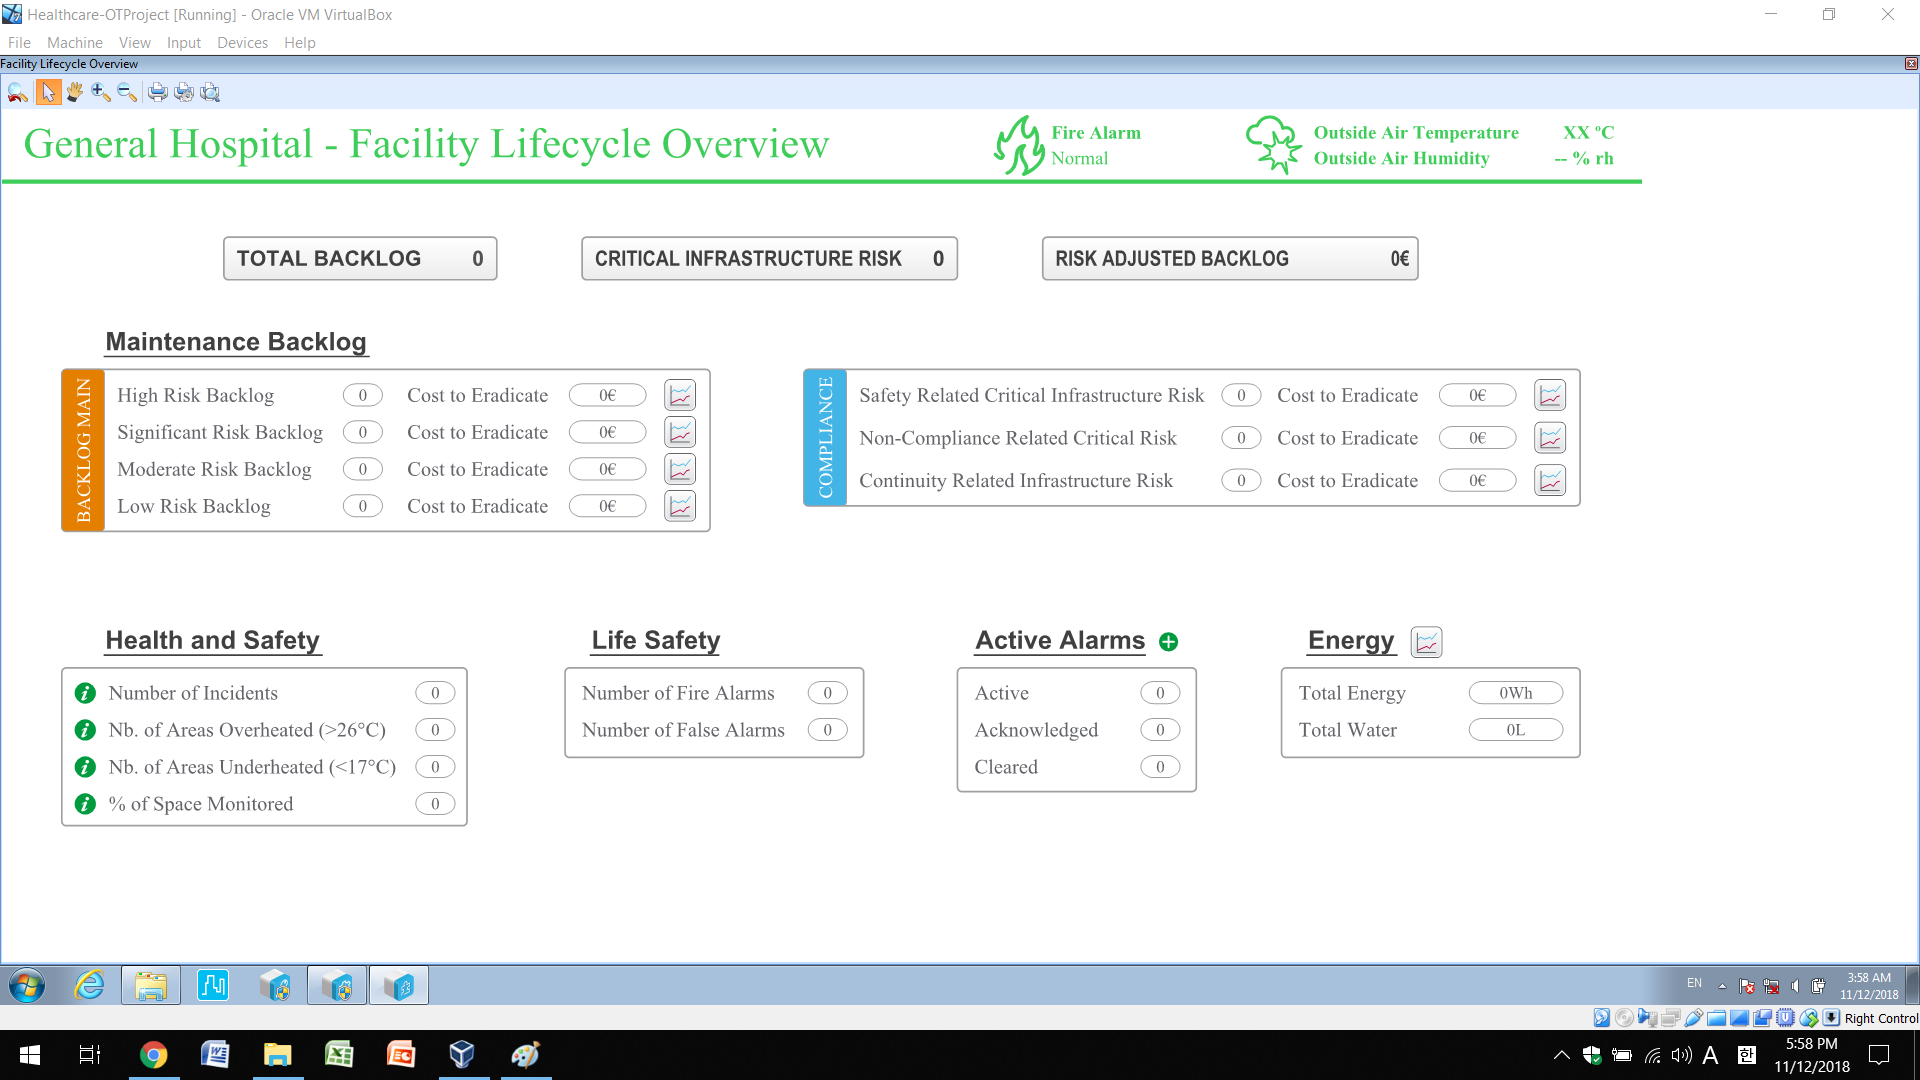 Healthcare-OTProject [Running] - Oracle VM VirtualBox
File Machine View Input Devices Help
Facility Lifecycle Overview
General Hospital - Facility Lifecycle Overview
Fire Alarm
Normal
Outside Air Temperature XX ºC
Outside Air Humidity -- % rh
TOTAL BACKLOG 0
CRITICAL INFRASTRUCTURE RISK 0
RISK ADJUSTED BACKLOG 0€
Maintenance Backlog
BACKLOG MAIN
High Risk Backlog 0 Cost to Eradicate 0€
Significant Risk Backlog 0 Cost to Eradicate 0€
Moderate Risk Backlog 0 Cost to Eradicate 0€
Low Risk Backlog 0 Cost to Eradicate 0€
COMPLIANCE
Safety Related Critical Infrastructure Risk 0 Cost to Eradicate 0€
Non-Compliance Related Critical Risk 0 Cost to Eradicate 0€
Continuity Related Infrastructure Risk 0 Cost to Eradicate 0€
Health and Safety
Number of Incidents 0
Nb. of Areas Overheated (>26°C) 0
Nb. of Areas Underheated (<17°C) 0
% of Space Monitored 0
Life Safety
Number of Fire Alarms 0
Number of False Alarms 0
Active Alarms
Active 0
Acknowledged 0
Cleared 0
Energy
Total Energy 0Wh
Total Water 0L
EN
3:58 AM
11/12/2018
Right Control
A 한
5:58 PM
11/12/2018